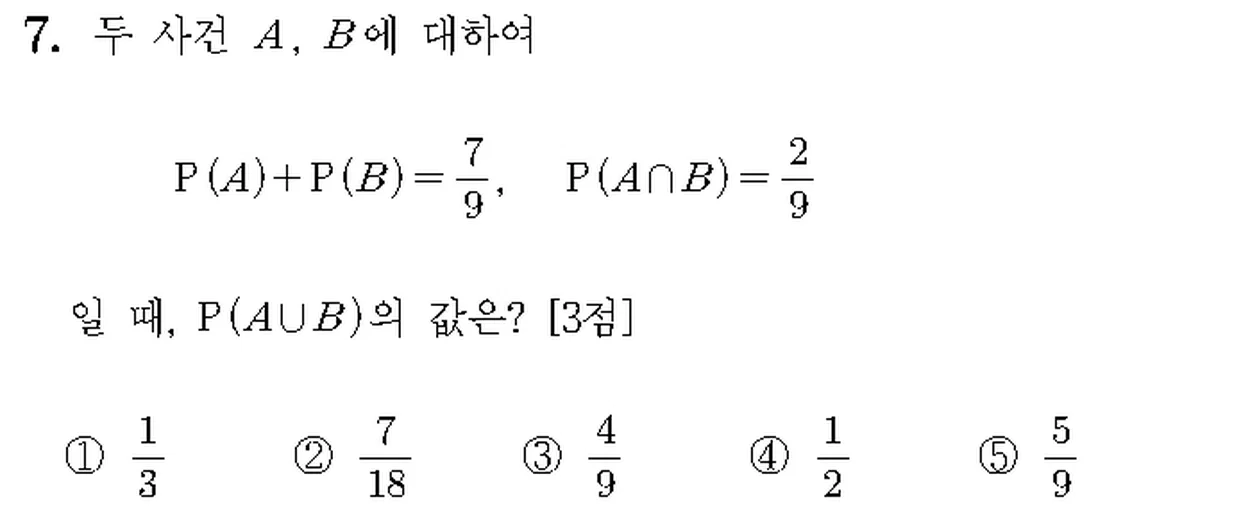 7. 두 사건 A, B에 대하여
P(A)+P(B)=7/9, P(A∩B)=2/9
일 때, P(A∪B)의 값은? [3점]
① 1/3 ② 7/18 ③ 4/9 ④ 1/2 ⑤ 5/9